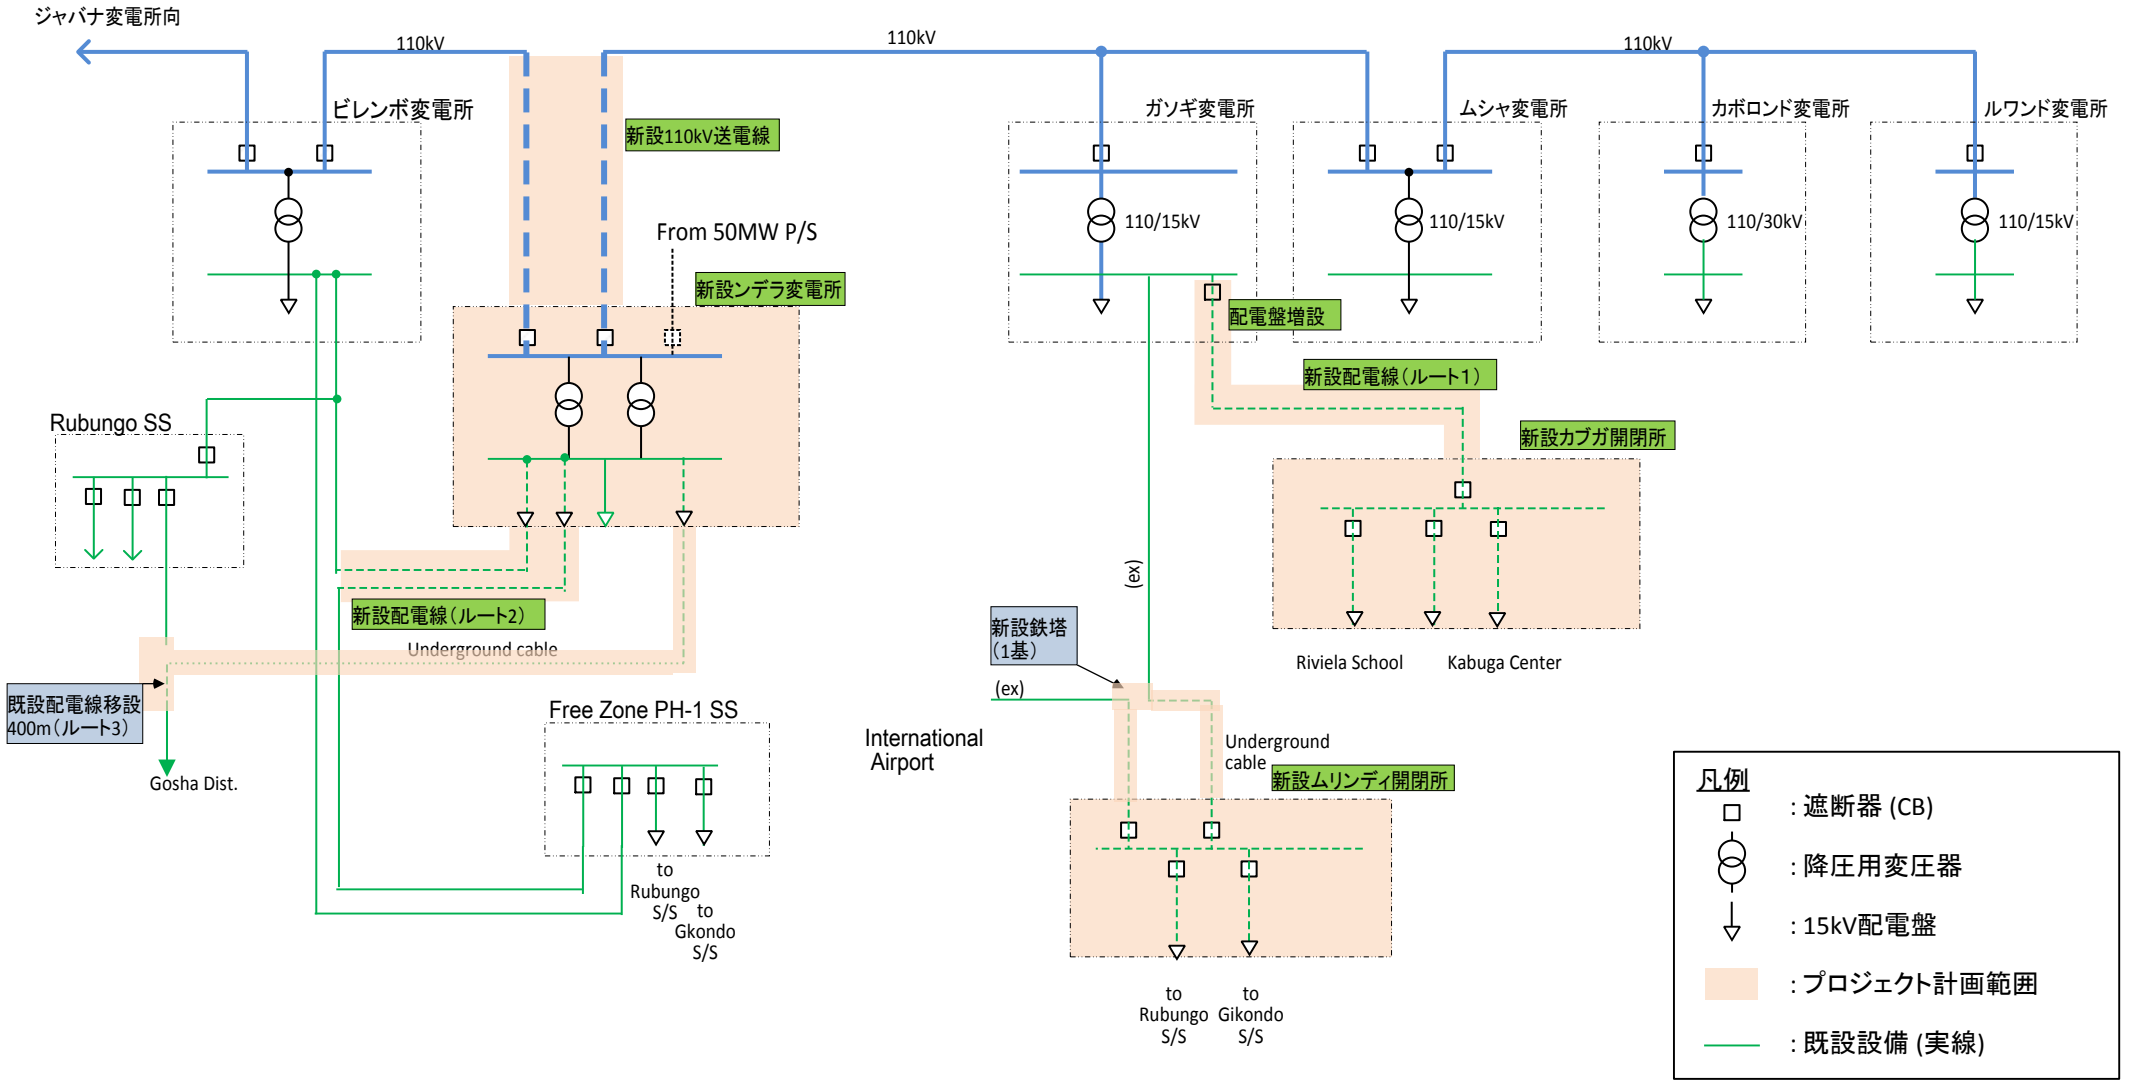 ジャバナ変電所向
110kV
110kV
110kV
ビレンボ変電所
ガソギ変電所
ムシャ変電所
カボロンド変電所
ルワンド変電所
新設110kV送電線
110/15kV
110/15kV
110/30kV
110/15kV
From 50MW P/S
新設ンデラ変電所
配電盤増設
新設配電線(ルート1)
Rubungo SS
新設カブガ開閉所
(ex)
新設配電線(ルート2)
Underground cable
新設鉄塔
(1基)
Riviela School
Kabuga Center
(ex)
既設配電線移設
400m(ルート3)
Free Zone PH-1 SS
International
Airport
Underground
cable
新設ムリンディ開閉所
Gosha Dist.
to
Rubungo
S/S
to
Gkondo
S/S
to
Rubungo
S/S
to
Gikondo
S/S
凡例
: 遮断器 (CB)
: 降圧用変圧器
: 15kV配電盤
: プロジェクト計画範囲
: 既設設備 (実線)